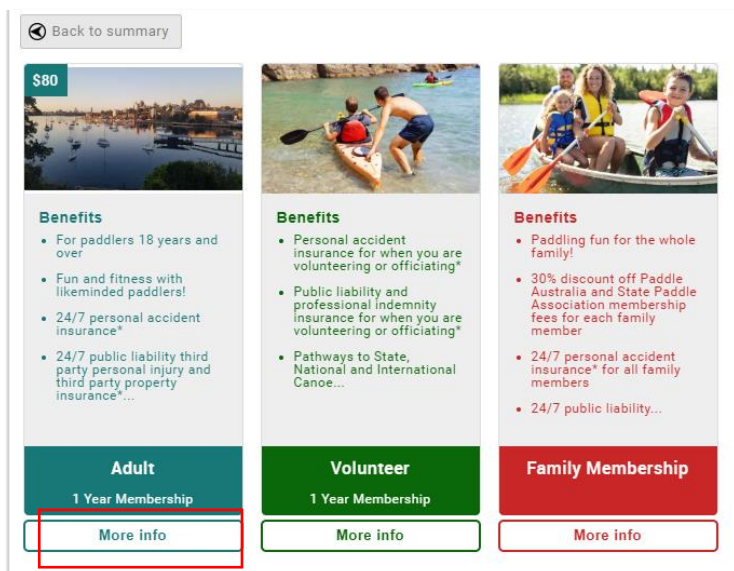 Back to summary
$80
Benefits
• For paddlers 18 years and
over
• Fun and fitness with
likeminded paddlers!
• 24/7 personal accident
insurance*
• 24/7 public liability third
party personal injury and
third party property
insurance*...
Adult
1 Year Membership
More info
Benefits
• Personal accident
insurance for when you are
volunteering or officiating*
• Public liability and
professional indemnity
insurance for when you are
volunteering or officiating*
• Pathways to State,
National and International
Canoe...
Volunteer
1 Year Membership
More info
Benefits
• Paddling fun for the whole
family!
• 30% discount off Paddle
Australia and State Paddle
Association membership
fees for each family
member
• 24/7 personal accident
insurance* for all family
members
• 24/7 public liability...
Family Membership
More info